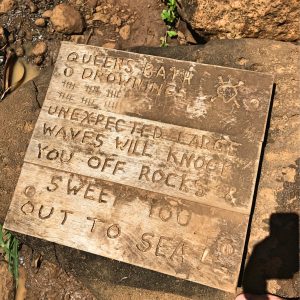 QUEENS BATH
DROWNINGS
UNEXPECTED LARGE
WAVES WILL KNOCK
YOU OFF ROCKS
SWEEP YOU
OUT TO SEA!